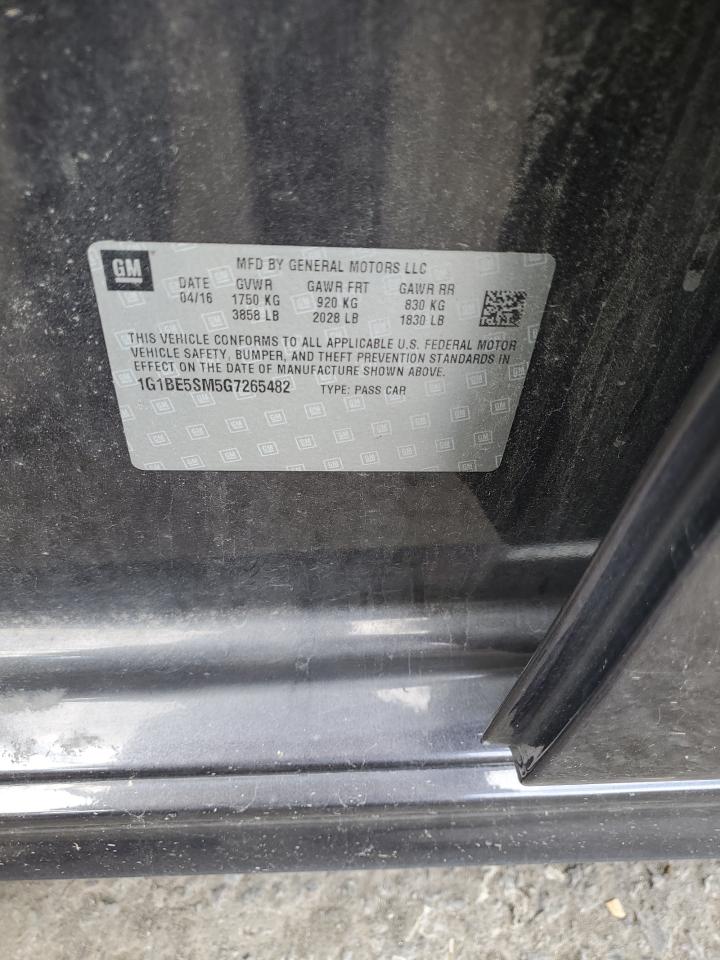 GM
MFD BY GENERAL MOTORS LLC
DATE GVWR GAWR FRT GAWR RR
04/16 1750 KG 920 KG 830 KG
3858 LB 2028 LB 1830 LB
THIS VEHICLE CONFORMS TO ALL APPLICABLE U.S. FEDERAL MOTOR
VEHICLE SAFETY, BUMPER, AND THEFT PREVENTION STANDARDS IN
EFFECT ON THE DATE OF MANUFACTURE SHOWN ABOVE.
1G1BE5SM5G7265482 TYPE: PASS CAR